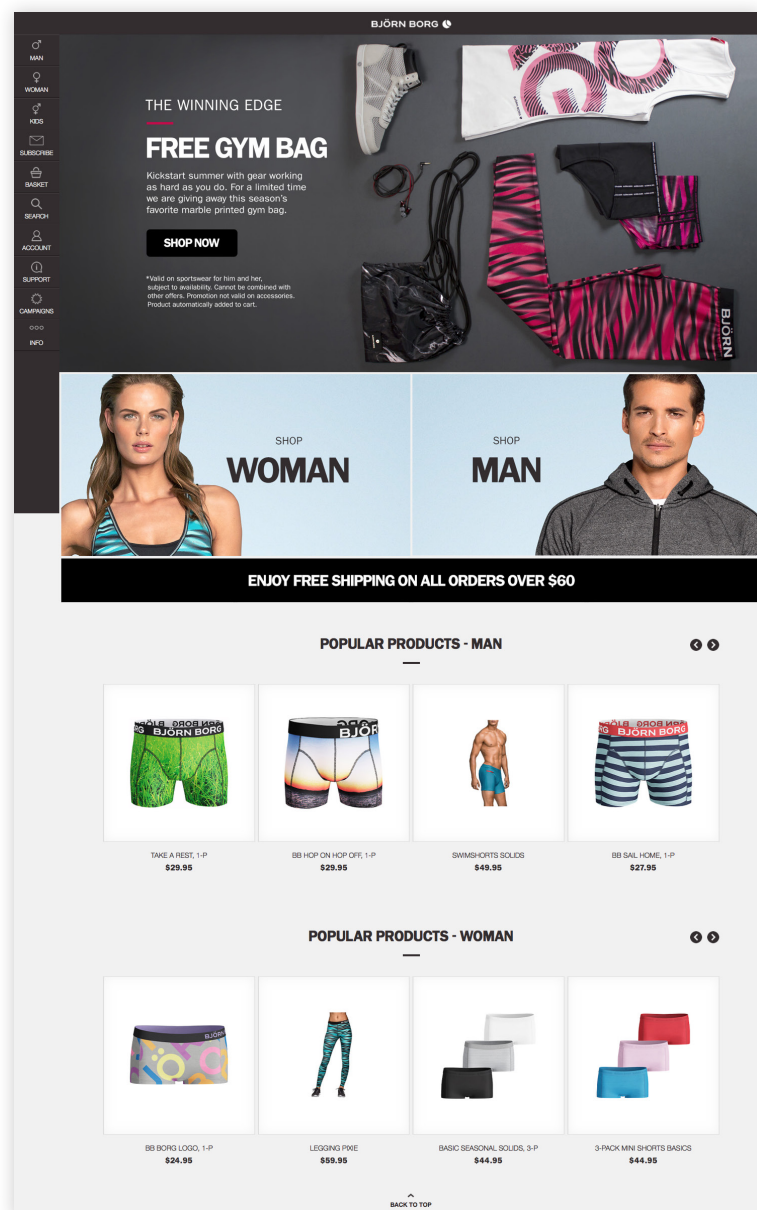 BJÖRN BORG
MAN
WOMAN
KIDS
SUBSCRIBE
BASKET
SEARCH
ACCOUNT
SUPPORT
CAMPAIGNS
INFO
THE WINNING EDGE
FREE GYM BAG
Kickstart summer with gear working
as hard as you do. For a limited time
we are giving away this season's
favorite marble printed gym bag.
SHOP NOW
*Valid on sportswear for him and her,
subject to availability. Cannot be combined with
other offers. Promotion not valid on accessories.
Product automatically added to cart.
BJÖRN
SHOP
WOMAN
SHOP
MAN
ENJOY FREE SHIPPING ON ALL ORDERS OVER $60
POPULAR PRODUCTS - MAN
BJÖRN BORG
BJÖR
BJÖRN BORG
TAKE A REST, 1-P
$29.95
BB HOP ON HOP OFF, 1-P
$29.95
SWIMSHORTS SOLIDS
$49.95
BB SAIL HOME, 1-P
$27.95
POPULAR PRODUCTS - WOMAN
BJÖRN
BB BORG LOGO, 1-P
$24.95
LEGGING PIXIE
$59.95
BASIC SEASONAL SOLIDS, 3-P
$44.95
3-PACK MINI SHORTS BASICS
$44.95
BACK TO TOP